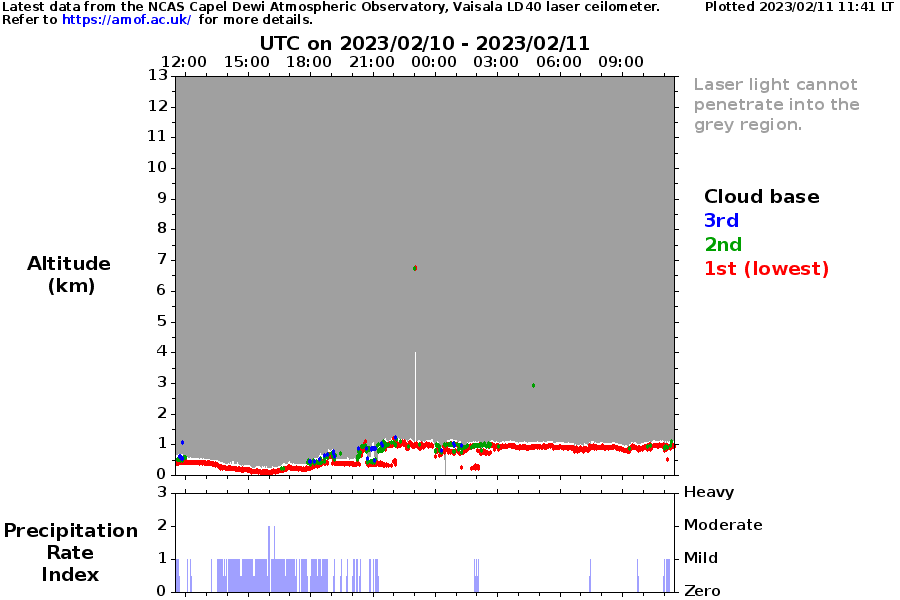 Latest data from the NCAS Capel Dewi Atmospheric Observatory, Vaisala LD40 laser ceilometer. Plotted 2023/02/11 11:41 LT
Refer to https://amof.ac.uk/ for more details.
UTC on 2023/02/10 - 2023/02/11
12:00 15:00 18:00 21:00 00:00 03:00 06:00 09:00
13
12
11
10
9
8
7
6
5
4
3
2
1
0
Altitude
(km)
Laser light cannot
penetrate into the
grey region.
Cloud base
3rd
2nd
1st (lowest)
3
2
1
0
Precipitation
Rate
Index
Heavy
Moderate
Mild
Zero